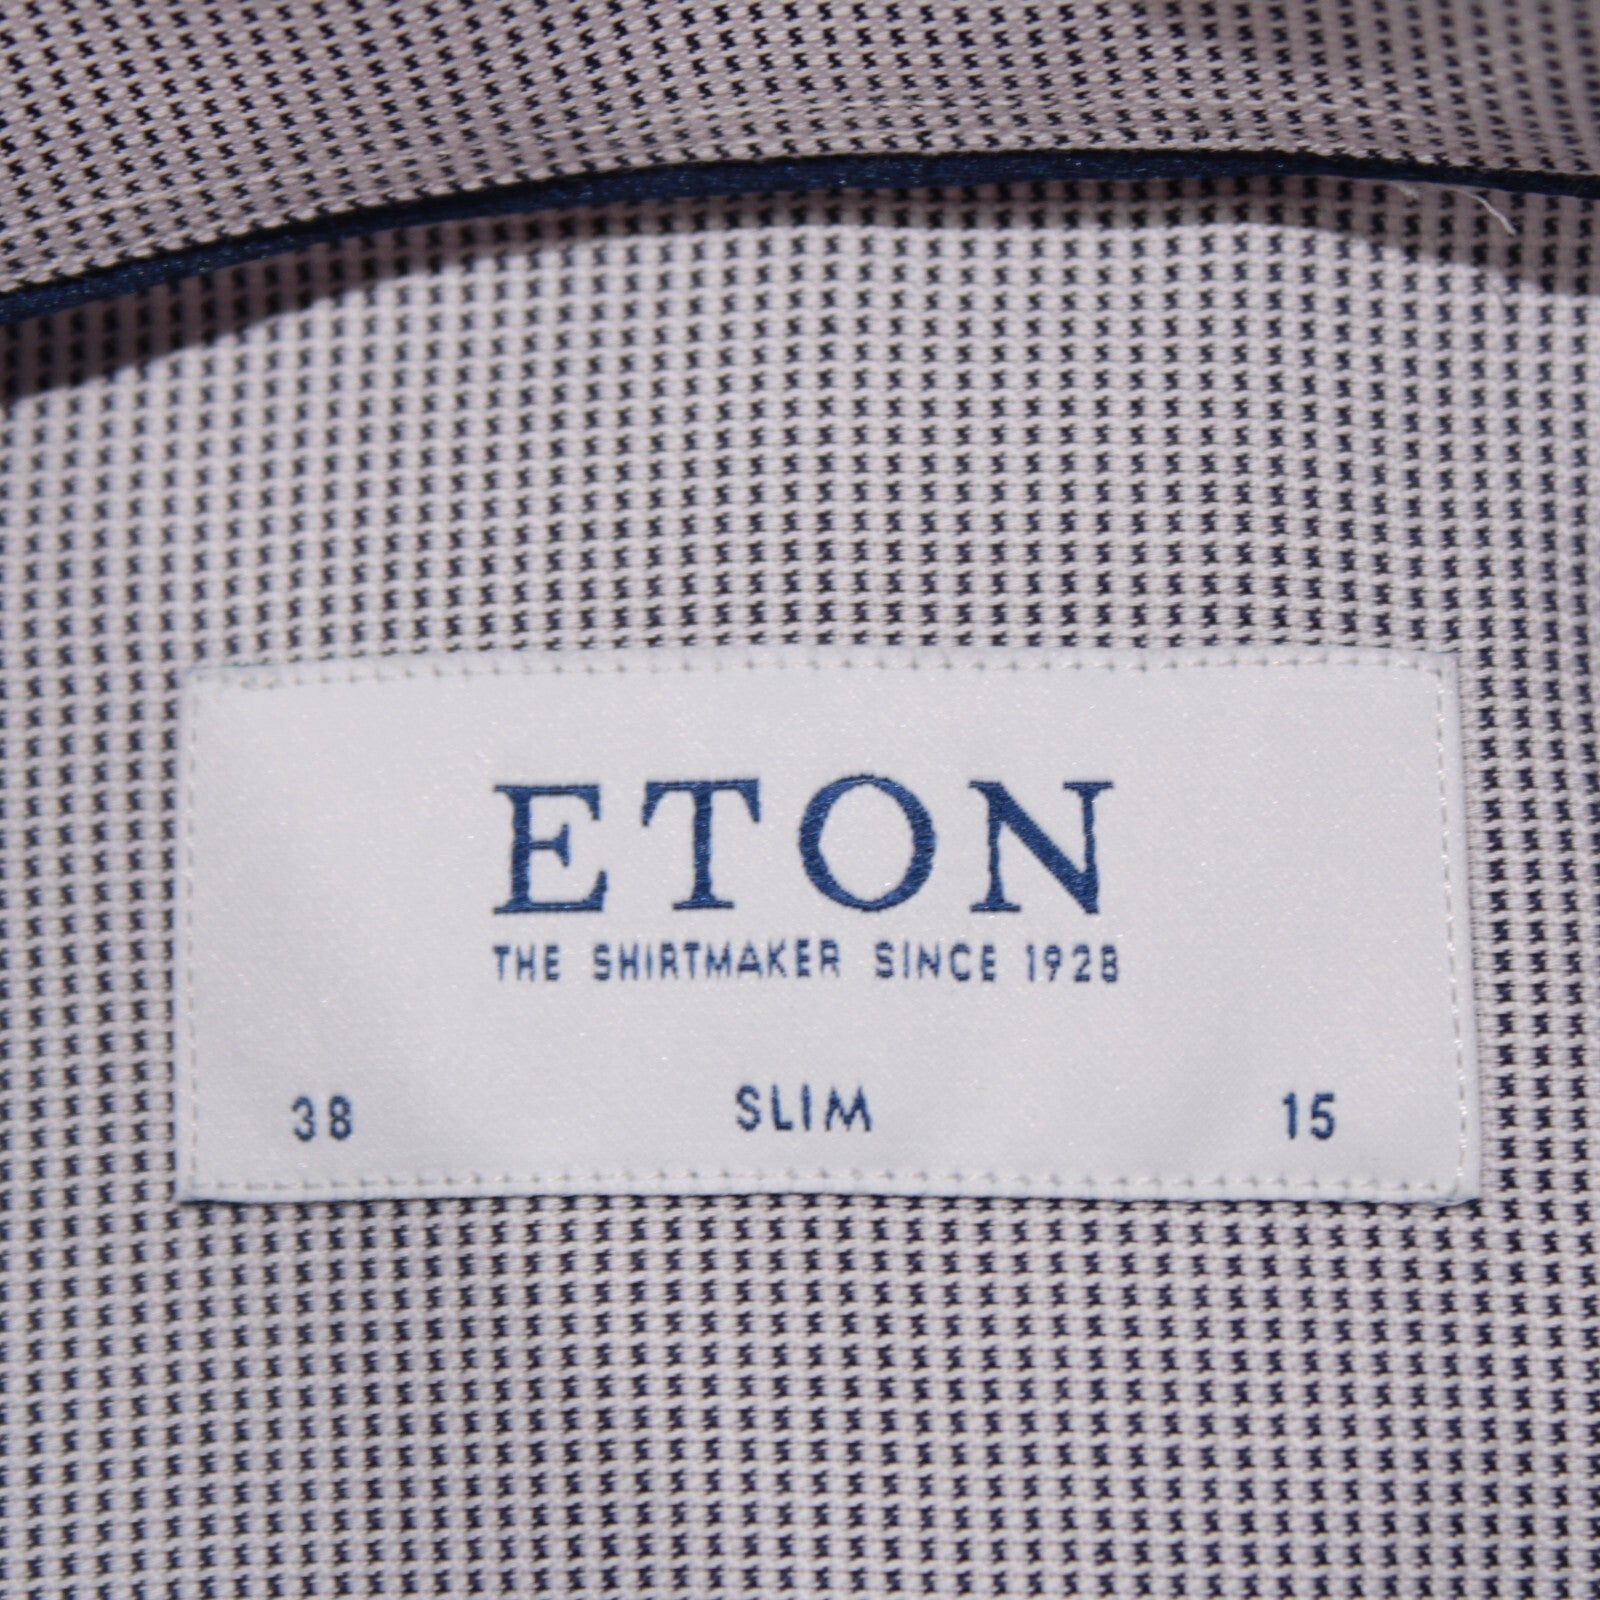 ETON
THE SHIRTMAKER SINCE 1928
38 SLIM 15